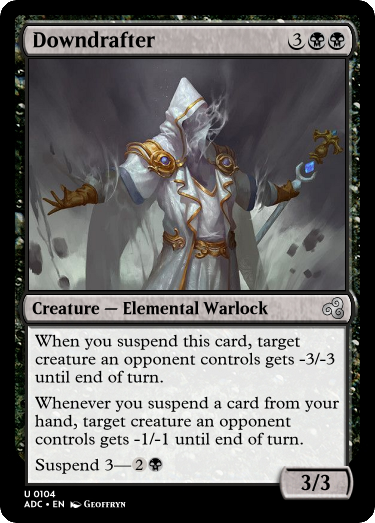 Downdrafter 3
Creature — Elemental Warlock
When you suspend this card, target
creature an opponent controls gets -3/-3
until end of turn.
Whenever you suspend a card from your
hand, target creature an opponent
controls gets -1/-1 until end of turn.
Suspend 3— 2
3/3
U 0104
ADC • EN Geoffryn